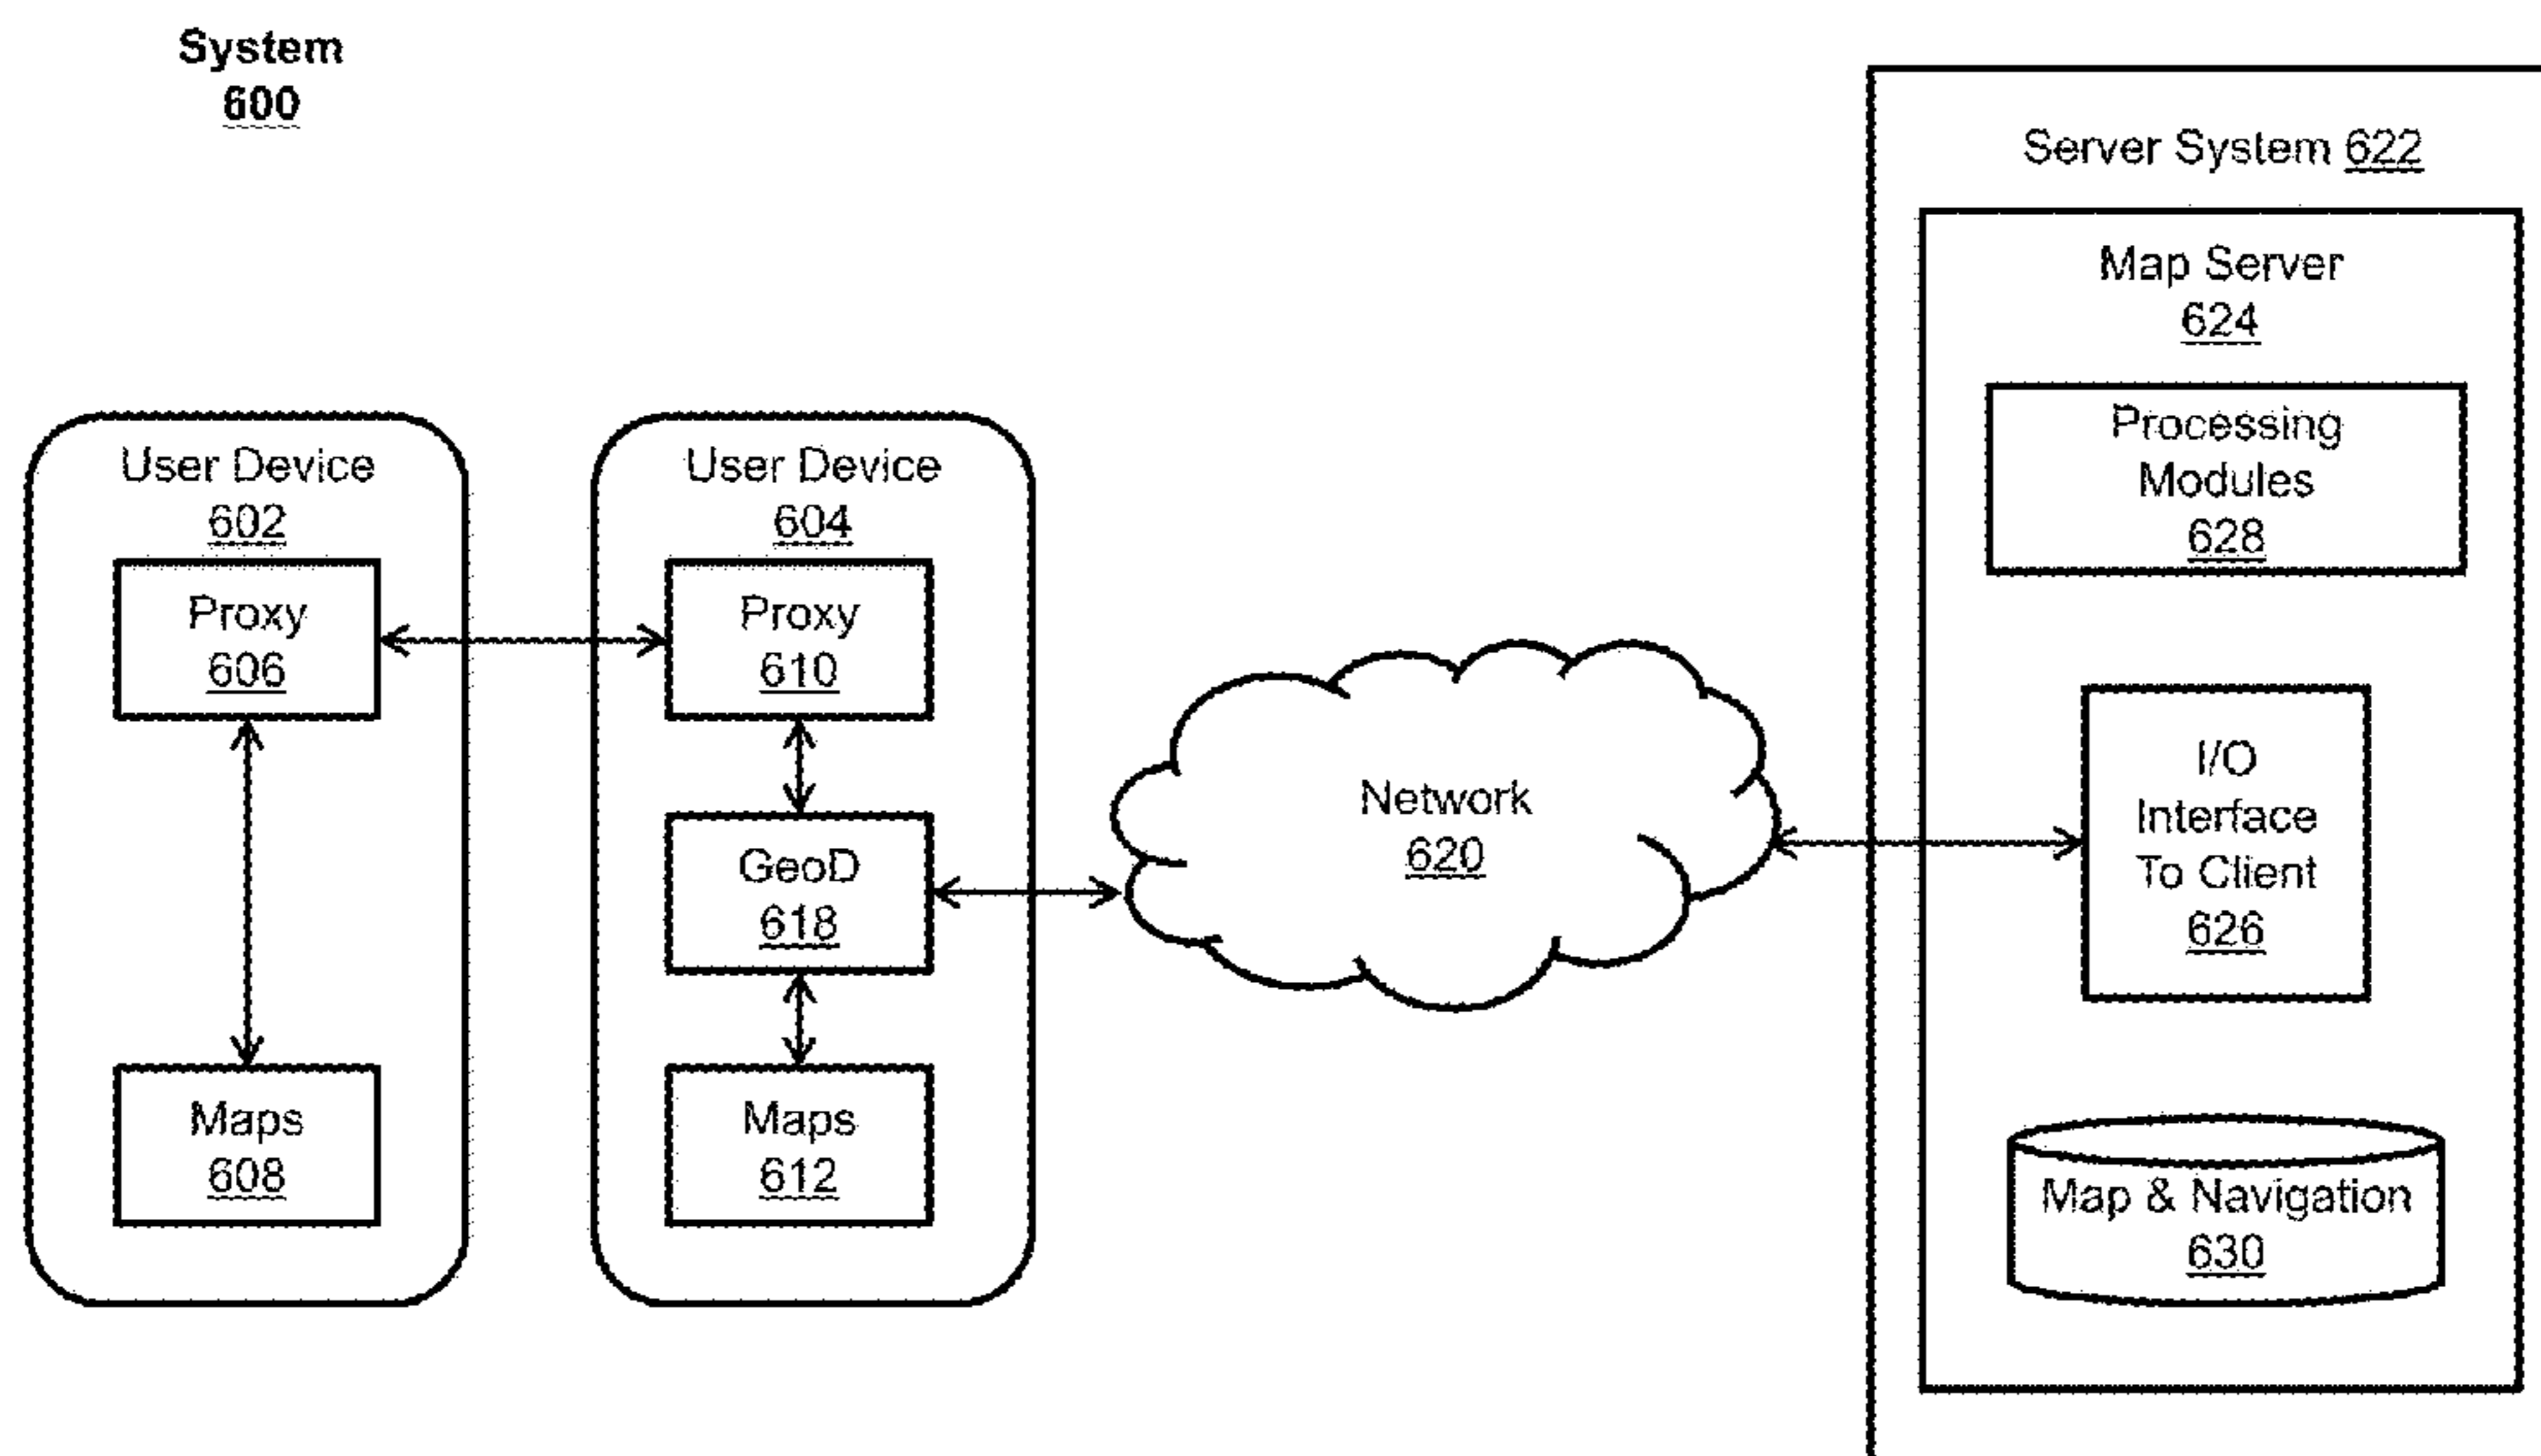 System
600
Server System 622
Map Server
624
Processing
Modules
628
User Device
602
User Device
604
Proxy
606
Proxy
610
I/O
Interface
To Client
626
Network
620
GeoD
618
Maps
608
Maps
612
Map & Navigation
630